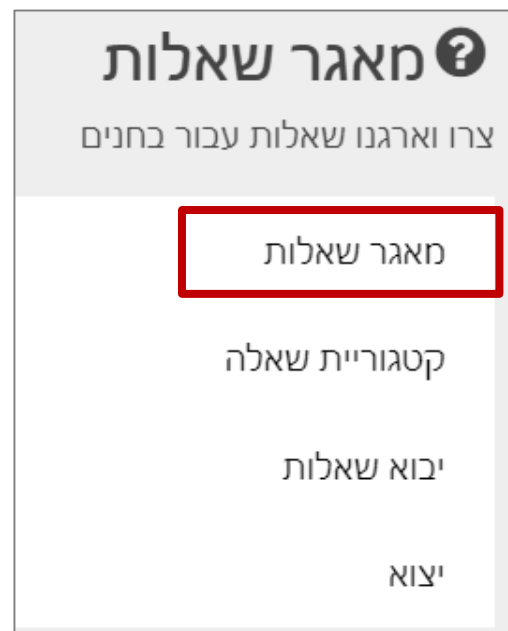 מאגר שאלות
צרו וארגנו שאלות עבור בחנים
מאגר שאלות
קטגוריית שאלה
יבוא שאלות
יצוא